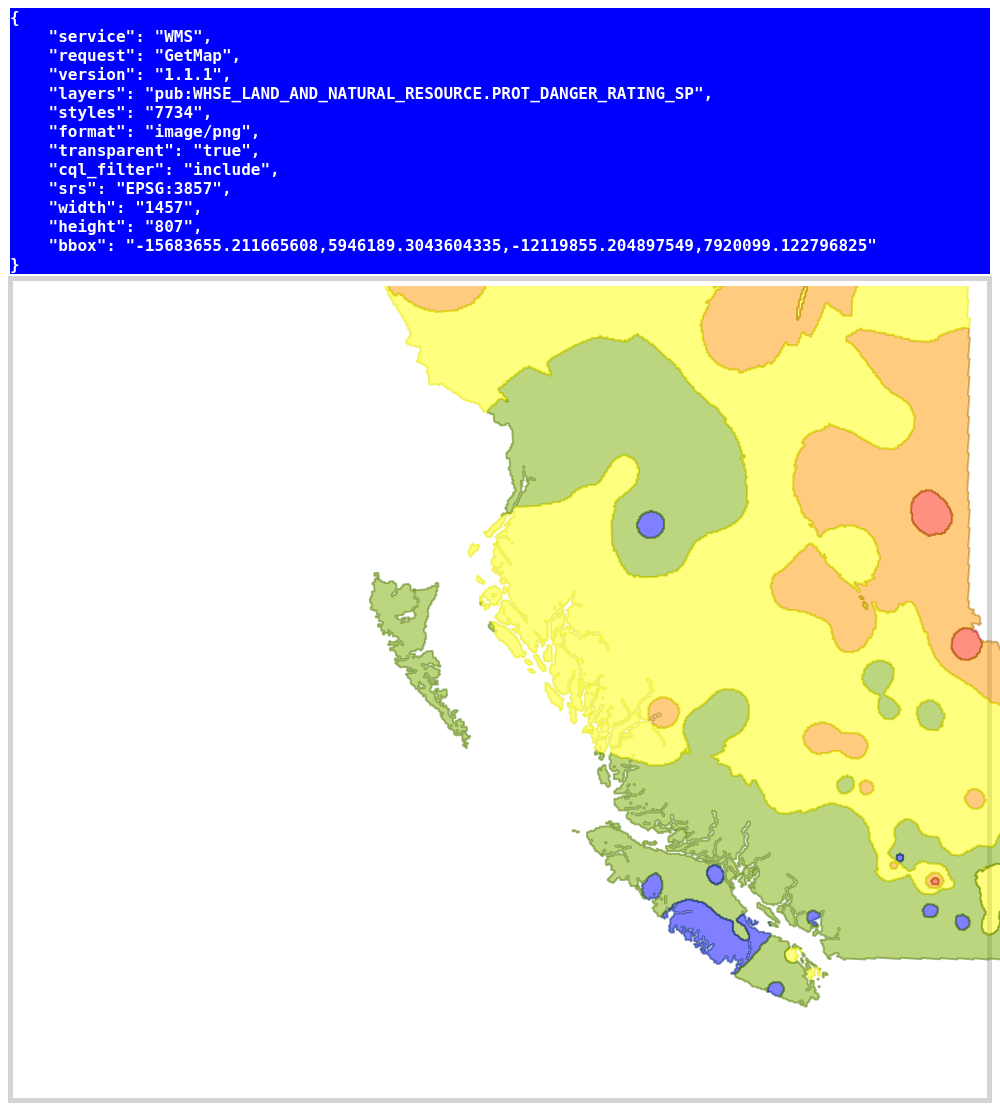 {
    "service": "WMS",
    "request": "GetMap",
    "version": "1.1.1",
    "layers": "pub:WHSE_LAND_AND_NATURAL_RESOURCE.PROT_DANGER_RATING_SP",
    "styles": "7734",
    "format": "image/png",
    "transparent": "true",
    "cql_filter": "include",
    "srs": "EPSG:3857",
    "width": "1457",
    "height": "807",
    "bbox": "-15683655.211665608,5946189.3043604335,-12119855.204897549,7920099.122796825"
}